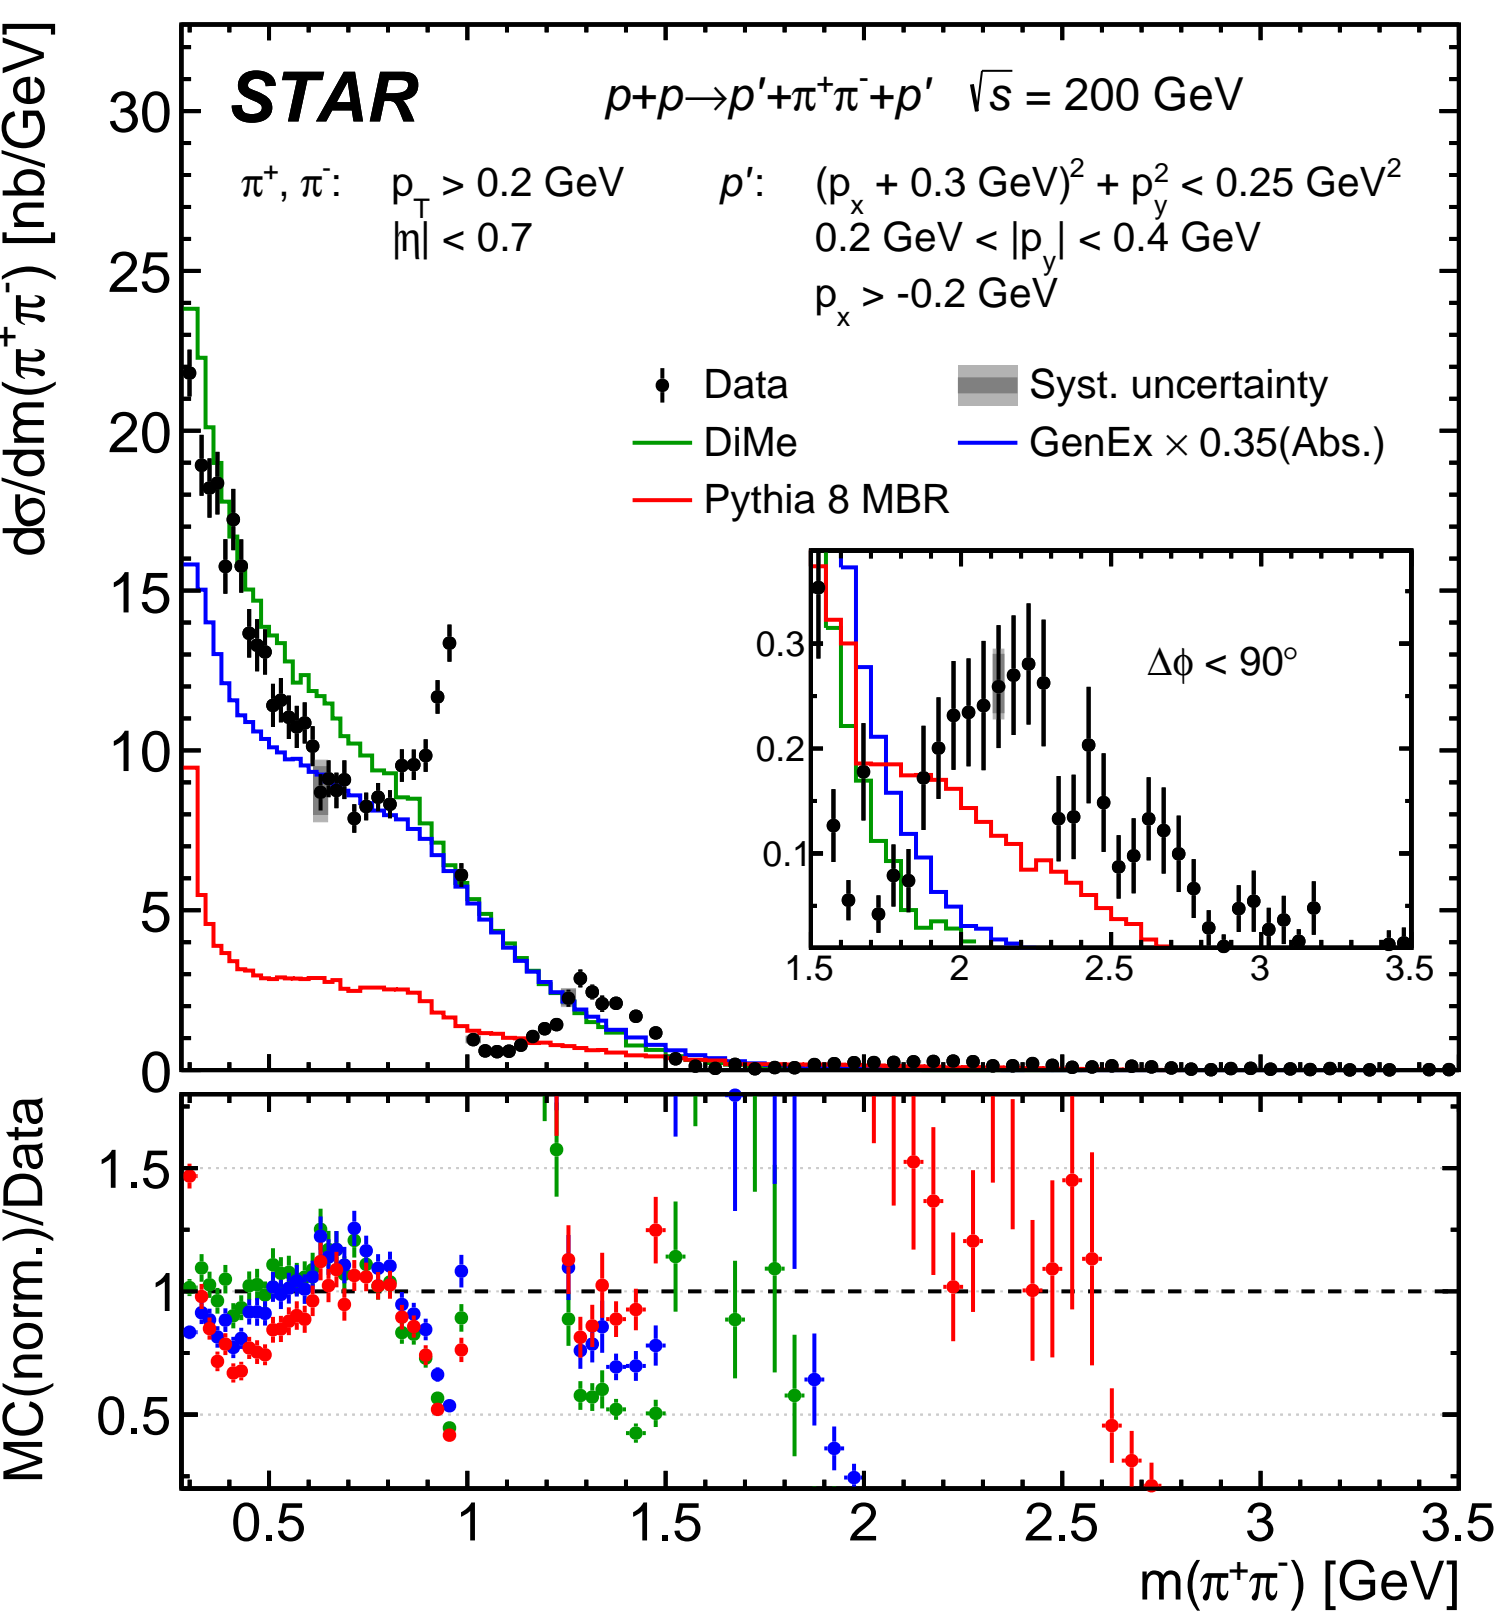 STAR p+p→p′+π⁺π⁻+p′ √s = 200 GeV
π⁺, π⁻: p_T > 0.2 GeV p′: (p_x + 0.3 GeV)² + p_y² < 0.25 GeV²
|η| < 0.7 0.2 GeV < |p_y| < 0.4 GeV
p_x > -0.2 GeV
Data Syst. uncertainty
DiMe GenEx × 0.35(Abs.)
Pythia 8 MBR
dσ/dm(π⁺π⁻) [nb/GeV]
30
25
20
15
10
5
0
Δϕ < 90°
0.3
0.2
0.1
1.5 2 2.5 3 3.5
MC(norm.)/Data
1.5
1
0.5
0.5 1 1.5 2 2.5 3 3.5
m(π⁺π⁻) [GeV]